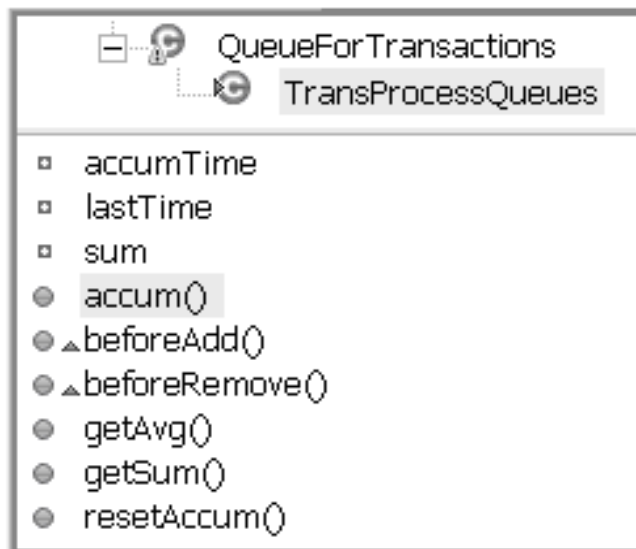 QueueForTransactions
TransProcessQueues
accumTime
lastTime
sum
accum()
beforeAdd()
beforeRemove()
getAvg()
getSum()
resetAccum()